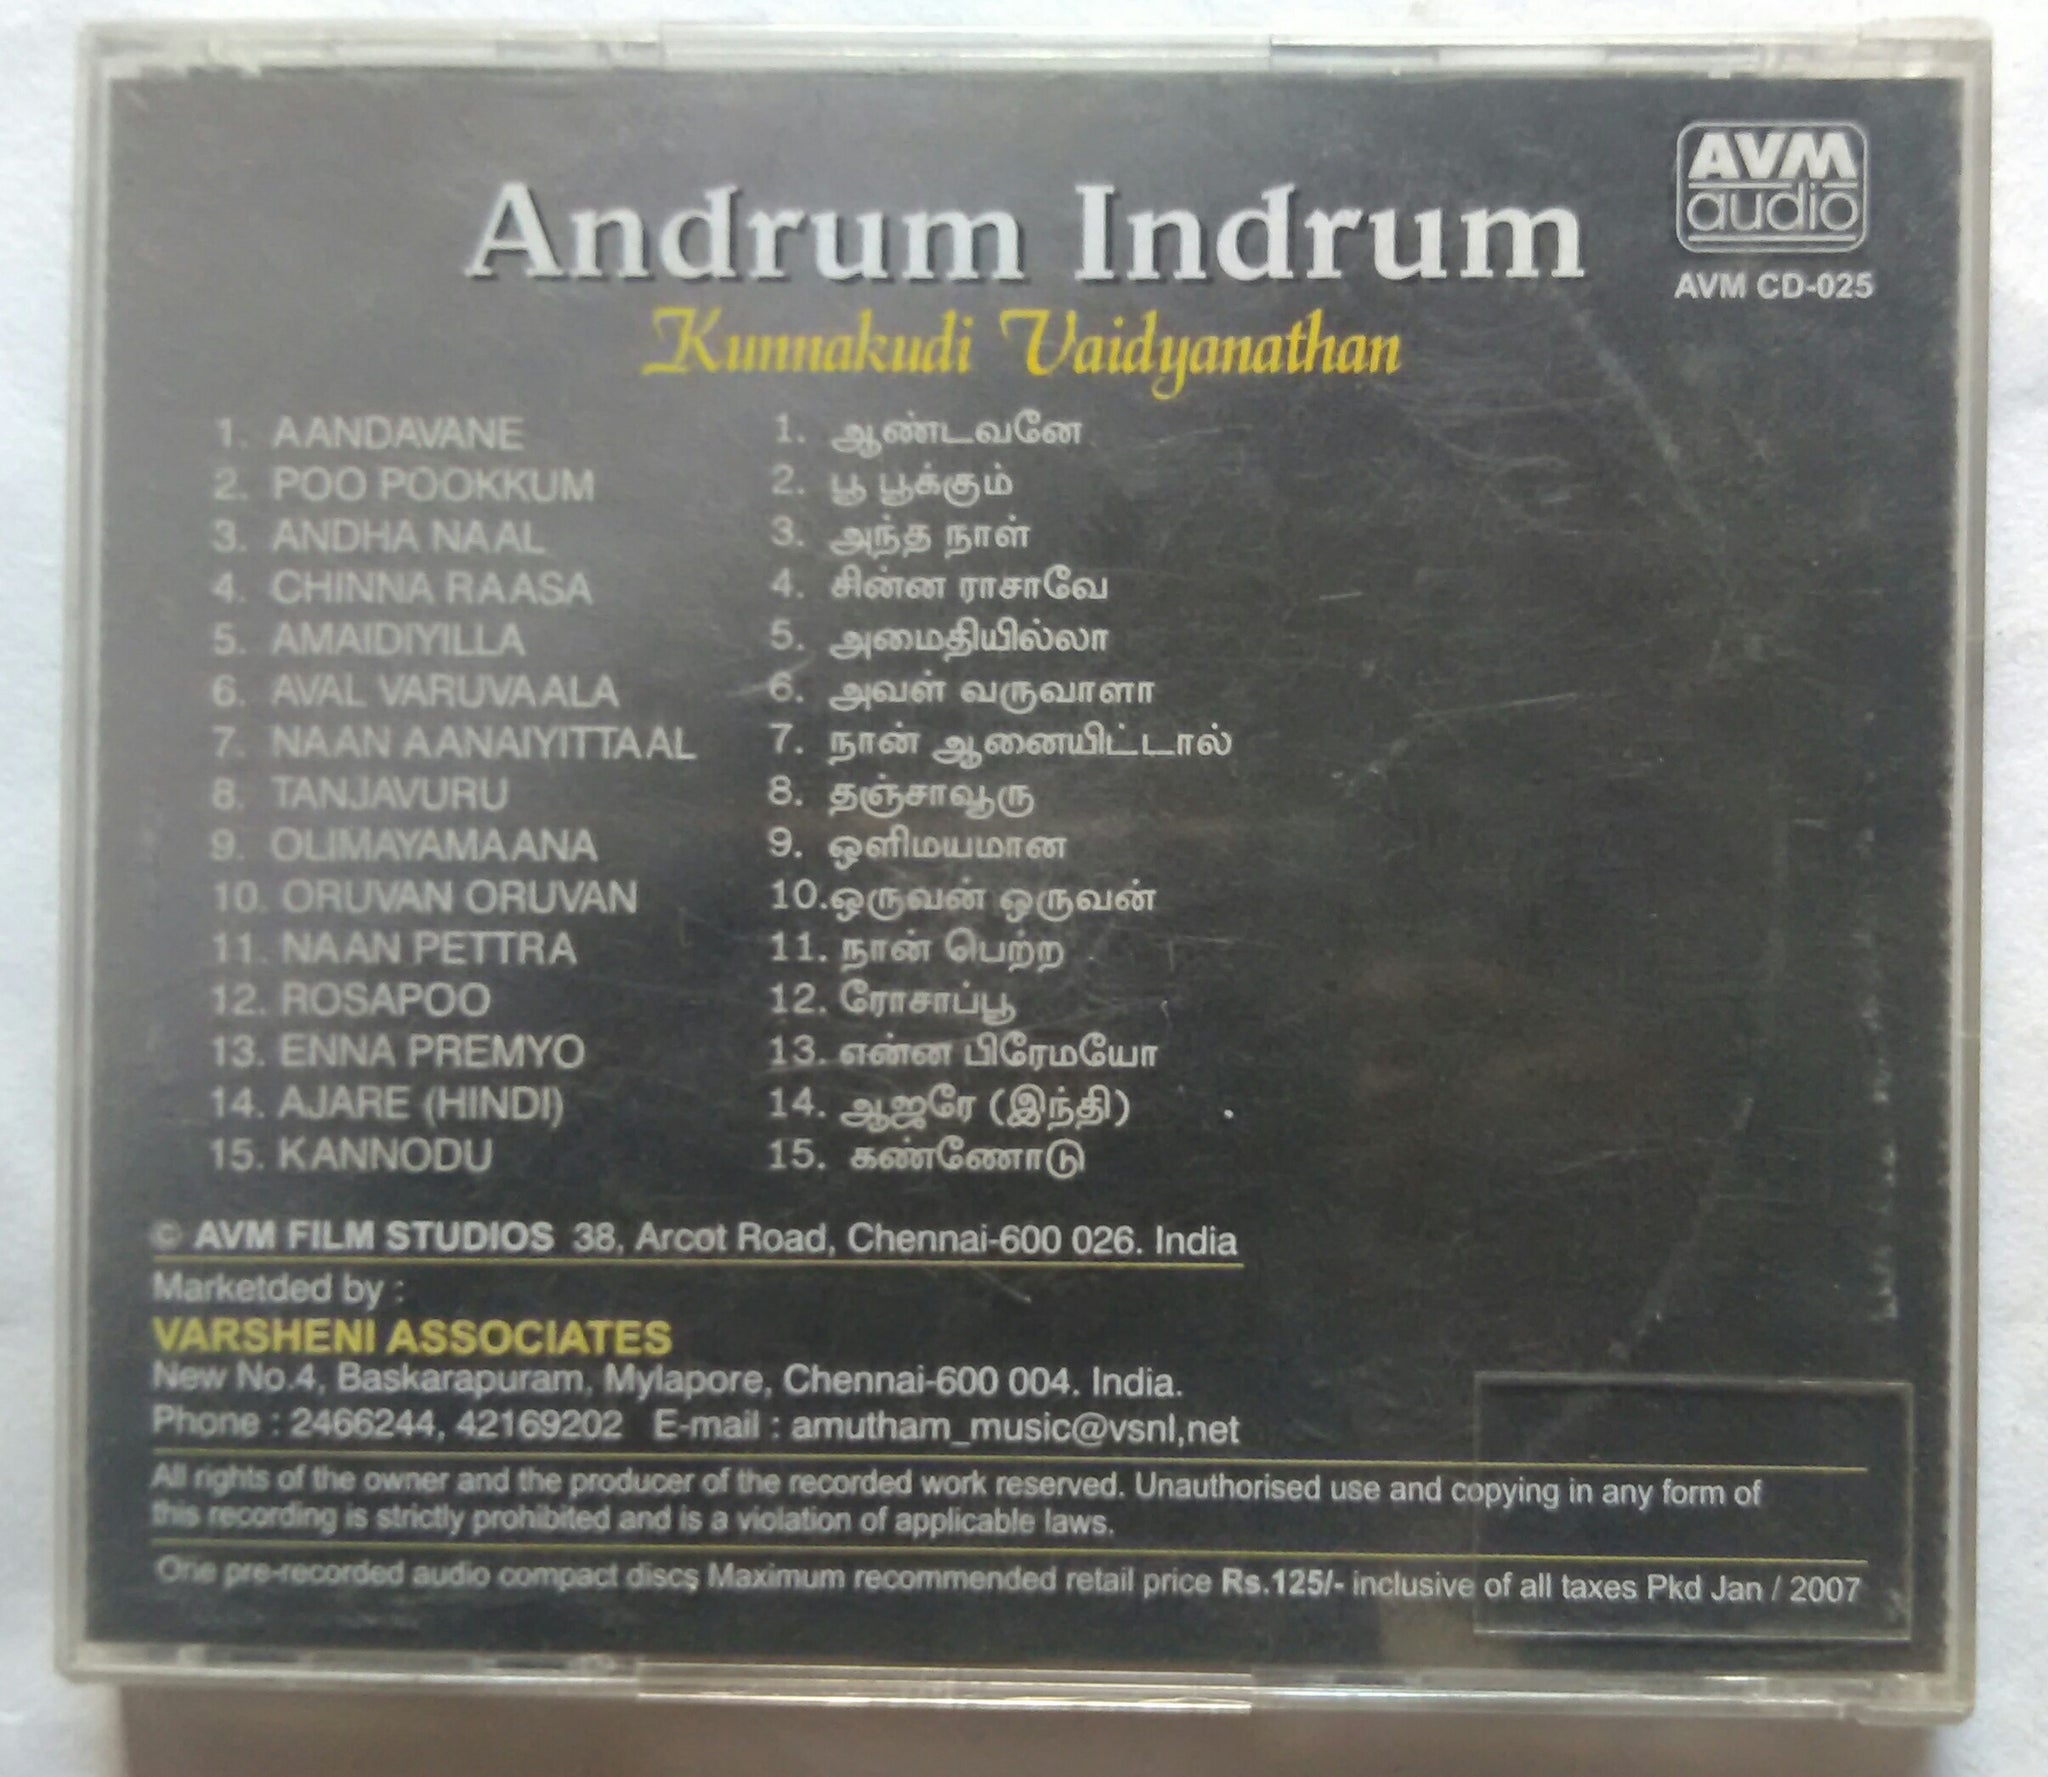 AVM
audio
AVM CD-025
Andrum Indrum
Kunnakudi Vaidyanathan
1. AANDAVANE
2. POO POOKKUM
3. ANDHA NAAL
4. CHINNA RAASA
5. AMAIDIYILLA
6. AVAL VARUVAALA
7. NAAN AANAIYITTAAL
8. TANJAVURU
9. OLIMAYAMAANA
10. ORUVAN ORUVAN
11. NAAN PETTRA
12. ROSAPOO
13. ENNA PREMYO
14. AJARE (HINDI)
15. KANNODU
1. ஆண்டவனே
2. பூ பூக்கும்
3. அந்த நாள்
4. சின்ன ராசாவே
5. அமைதியில்லா
6. அவள் வருவாளா
7. நான் ஆனையிட்டால்
8. தஞ்சாவூரு
9. ஒளிமயமான
10.ஒருவன் ஒருவன்
11. நான் பெற்ற
12. ரோசாப்பூ
13. என்ன பிரேமயோ
14. ஆஜரே (இந்தி)
15. கண்ணோடு
© AVM FILM STUDIOS 38, Arcot Road, Chennai-600 026. India
Marketded by :
VARSHENI ASSOCIATES
New No.4, Baskarapuram, Mylapore, Chennai-600 004. India.
Phone : 2466244, 42169202 E-mail : amutham_music@vsnl,net
All rights of the owner and the producer of the recorded work reserved. Unauthorised use and copying in any form of
this recording is strictly prohibited and is a violation of applicable laws.
One pre-recorded audio compact discs Maximum recommended retail price Rs.125/- inclusive of all taxes Pkd Jan / 2007